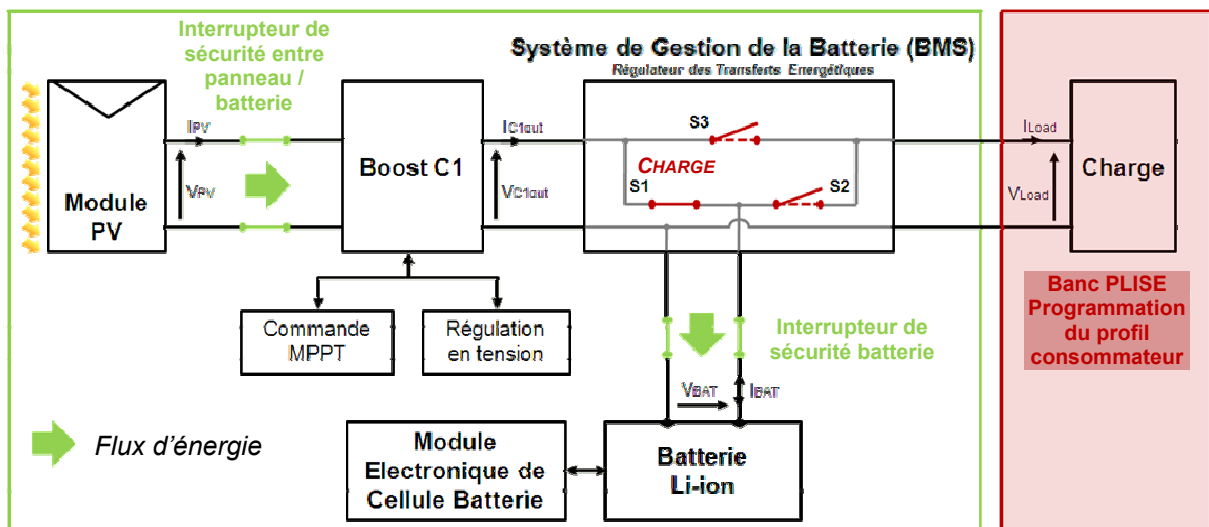 Interrupteur de
sécurité entre
panneau /
batterie
Système de Gestion de la Batterie (BMS)
Régulateur des Transferts Energétiques
Module
PV
IPV
VPV
Boost C1
IC1out
VC1out
S3
CHARGE
S1
S2
ILoad
VLoad
Charge
Commande
MPPT
Régulation
en tension
Interrupteur de
sécurité batterie
Banc PLISE
Programmation
du profil
consommateur
VBAT
IBAT
Flux d'énergie
Module
Electronique de
Cellule Batterie
Batterie
Li-ion